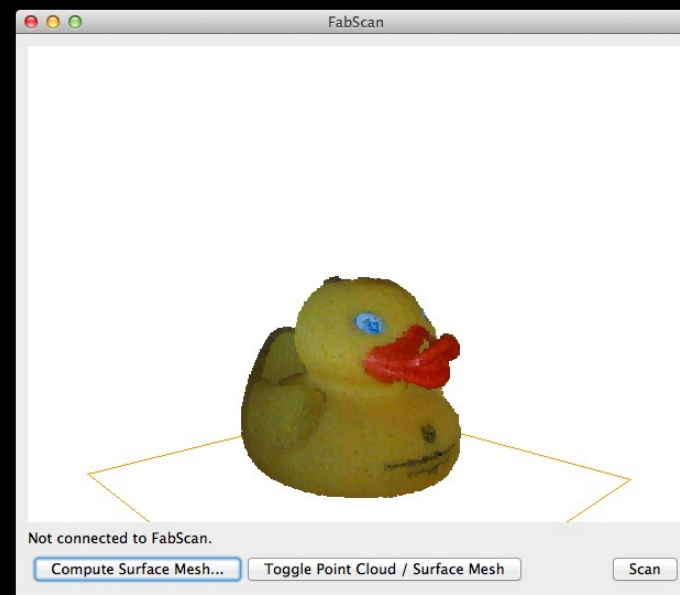 FabScan
Not connected to FabScan.
Compute Surface Mesh... Toggle Point Cloud / Surface Mesh Scan